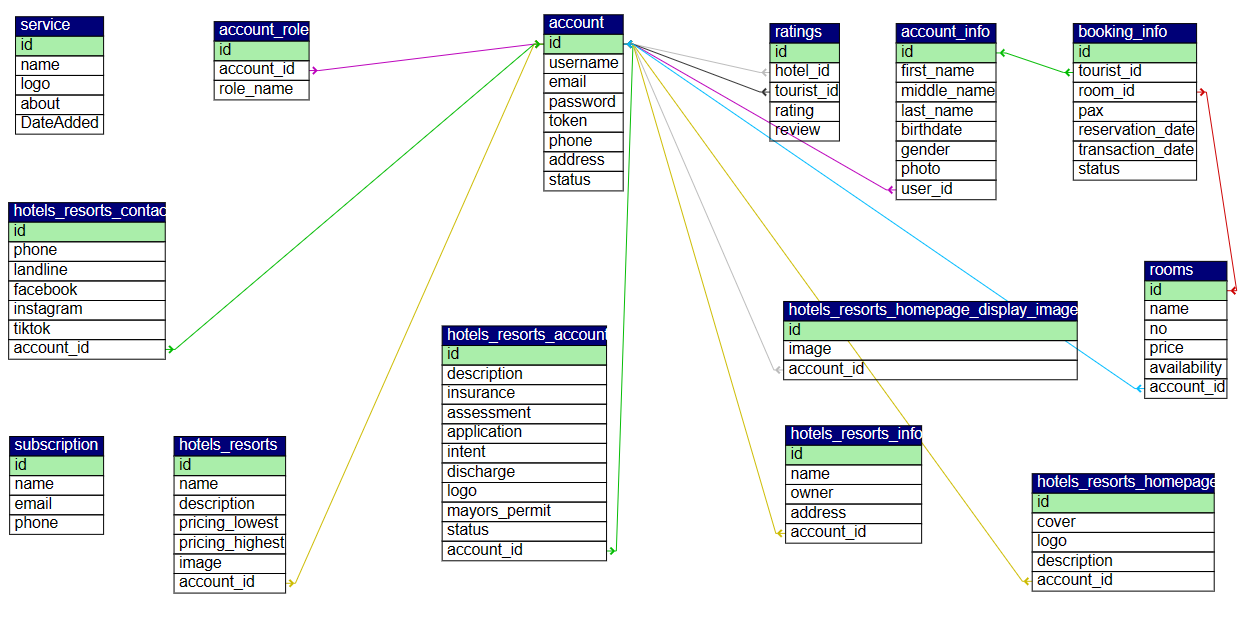 service
id
name
logo
about
DateAdded
account_role
id
account_id
role_name
account
id
username
email
password
token
phone
address
status
ratings
id
hotel_id
tourist_id
rating
review
account_info
id
first_name
middle_name
last_name
birthdate
gender
photo
user_id
booking_info
id
tourist_id
room_id
pax
reservation_date
transaction_date
status
hotels_resorts_contac
id
phone
landline
facebook
instagram
tiktok
account_id
rooms
id
name
no
price
availability
account_id
hotels_resorts_homepage_display_image
id
image
account_id
hotels_resorts_account
id
description
insurance
assessment
application
intent
discharge
logo
mayors_permit
status
account_id
subscription
id
name
email
phone
hotels_resorts
id
name
description
pricing_lowest
pricing_highest
image
account_id
hotels_resorts_info
id
name
owner
address
account_id
hotels_resorts_homepage
id
cover
logo
description
account_id